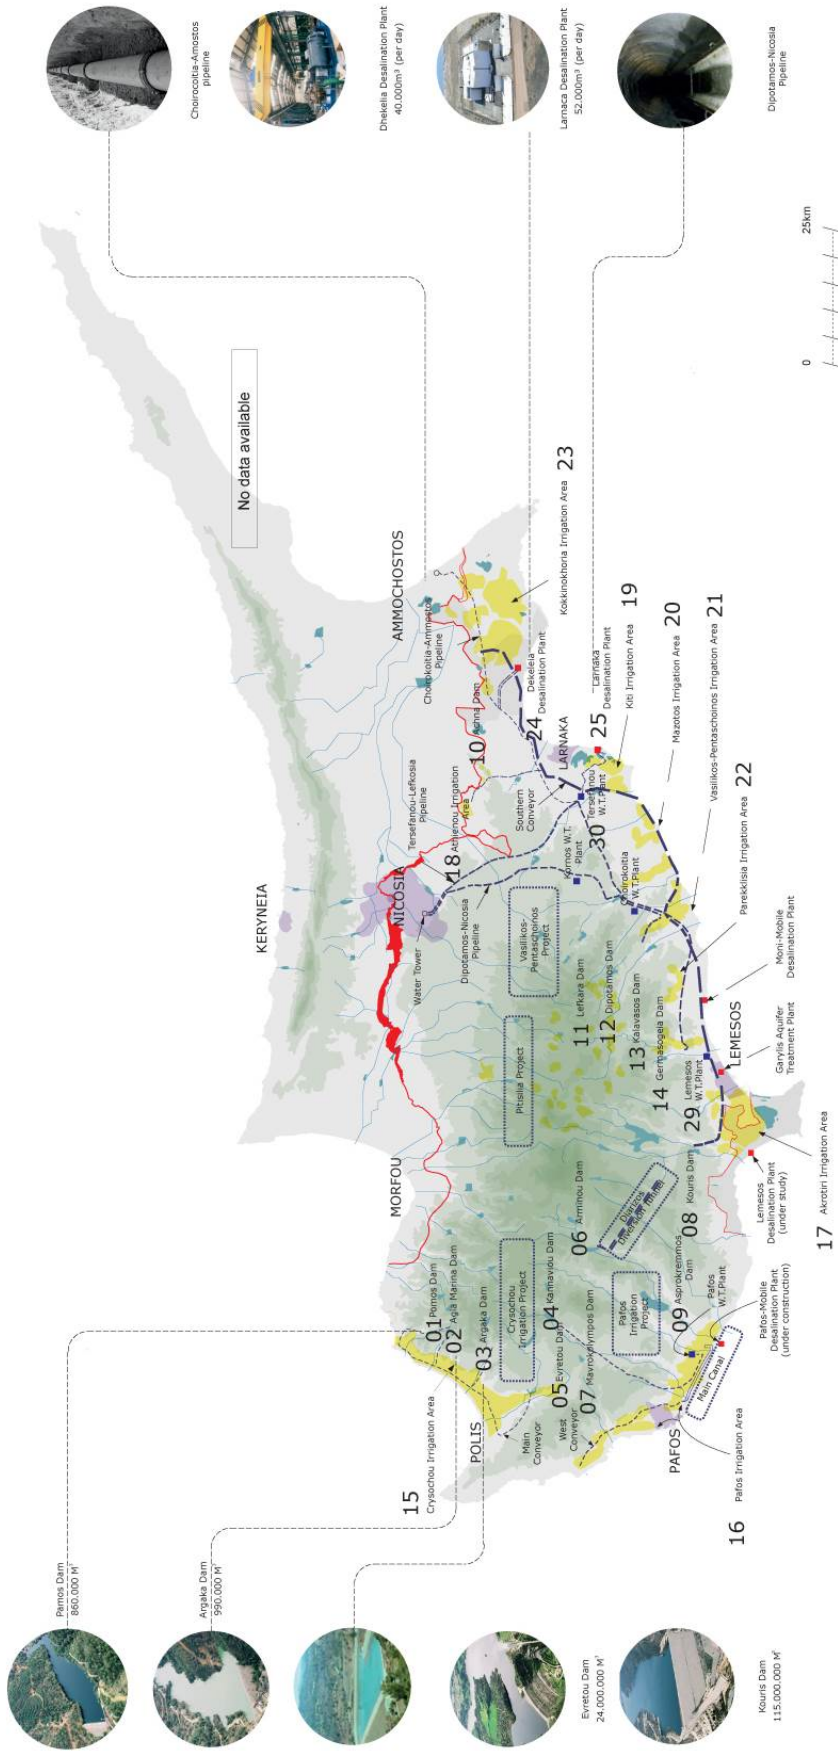 Pamos Dam
860.000 M³
Argaka Dam
990.000 M³
Evretou Dam
24.000.000 M³
Kouris Dam
115.000.000 M³
Choirocoitia-Amostos
pipeline
Dhekelia Desalination Plant
40.000m³ (per day)
Larnaca Desalination Plant
52.000m³ (per day)
Dipotamos-Nicosia
Pipeline
No data available
KERYNEIA
AMMOCHOSTOS
MORFOU
NICOSIA
LARNAKA
POLIS
PAFOS
LEMESOS
Water Tower
Tersefanou-Lefkosia
Pipeline
18 Athienou Irrigation
Area
10 Achna Dam
Choirokoitia-Ammostos
Pipeline
Kokkinokhoria Irrigation Area 23
24 Dekeleia
Desalination Plant
Southern
Conveyor
25 Larnaka
Desalination Plant
Kiti Irrigation Area 19
30 Tersefanou
W.T.Plant
Kornos W.T.
Plant
Choirokoitia
W.T.Plant
Dipotamos-Nicosia
Pipeline
Vasilikos-
Pentaschoinos
Project
Pitsilia Project
Mazotos Irrigation Area 20
Vasilikos-Pentaschoinos Irrigation Area 21
Parekklisia Irrigation Area 22
11 Lefkara Dam
12 Dipotamos Dam
13 Kalavasos Dam
14 Germasogeia Dam
29 Lemesos
W.T.Plant
Moni-Mobile
Desalination Plant
Garylis Aquifer
Treatment Plant
Akrotiri Irrigation Area
17
Lemesos
Desalination Plant
(under study)
08 Kouris Dam
06 Arminou Dam
Diarizos
Diversion Tunnel
01 Pomos Dam
02 Agia Marina Dam
03 Argaka Dam
Crysochou
Irrigation Project
04 Kannaviou Dam
05 Evretou Dam
07 Mavrokolympos Dam
Main
Conveyor
West
Conveyor
15
Crysochou Irrigation Area
Pafos
Irrigation
Project
09 Asprokremmos
Dam
Pafos
W.T.Plant
Pafos-Mobile
Desalination Plant
(under construction)
Main Canal
Pafos Irrigation Area
16
0 25km